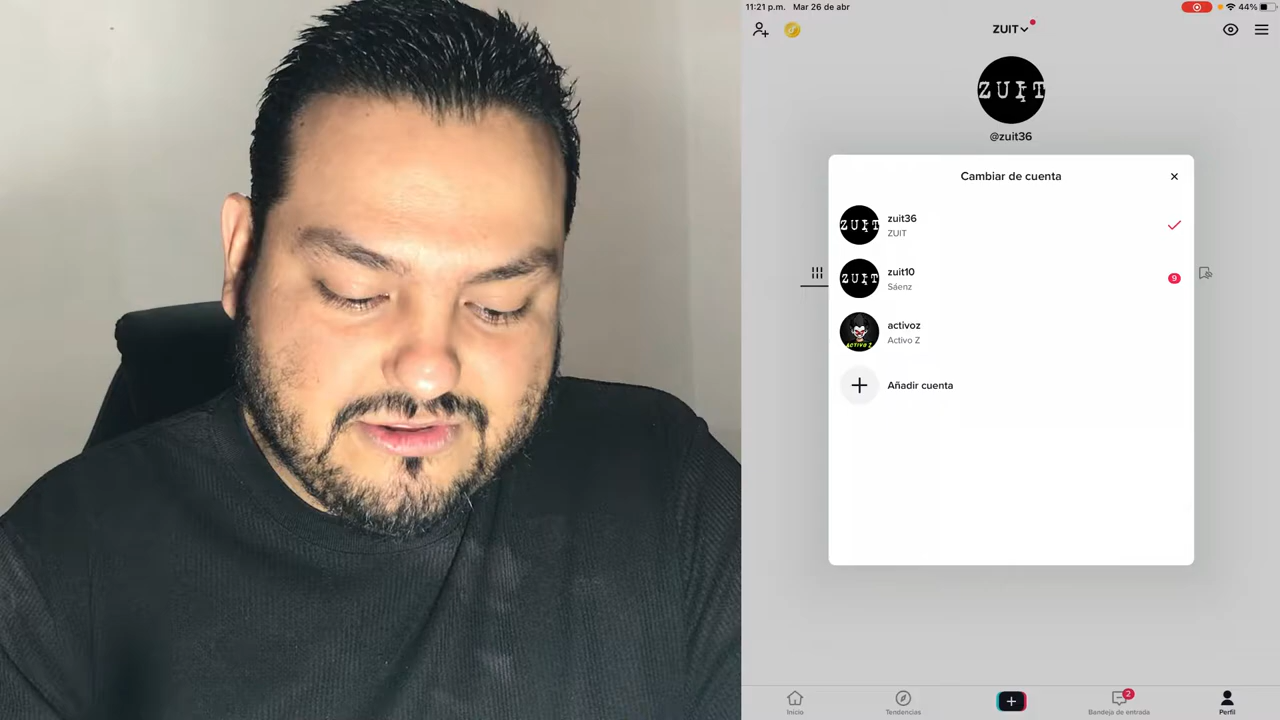 11:21 p.m. Mar 26 de abr
44%
ZUIT
ZUIT
@zuit36
Cambiar de cuenta
ZUIT
zuit36
ZUIT
ZUIT
zuit10
Sáenz
9
ACTIVO Z
activoz
Activo Z
Añadir cuenta
2
Inicio
Tendencias
Bandeja de entrada
Perfil